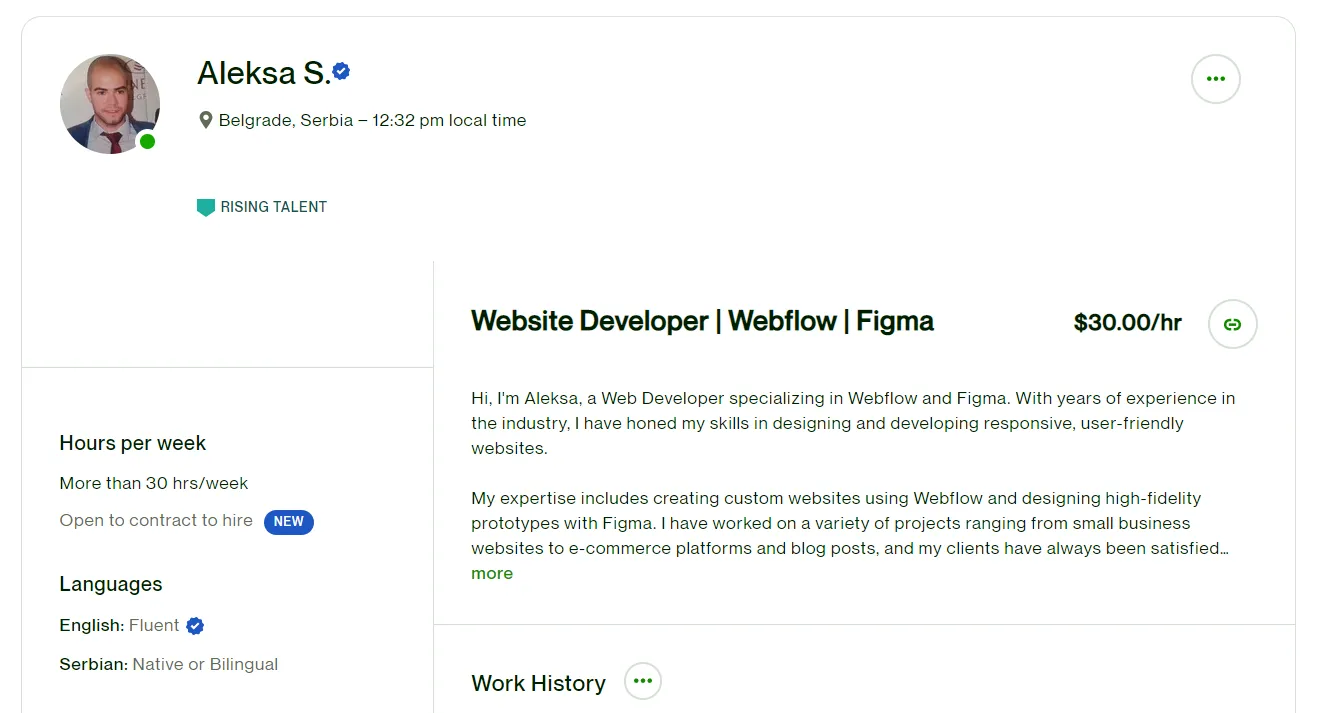 Aleksa S.
Belgrade, Serbia – 12:32 pm local time
RISING TALENT
Website Developer | Webflow | Figma
$30.00/hr
Hi, I'm Aleksa, a Web Developer specializing in Webflow and Figma. With years of experience in
the industry, I have honed my skills in designing and developing responsive, user-friendly
websites.
My expertise includes creating custom websites using Webflow and designing high-fidelity
prototypes with Figma. I have worked on a variety of projects ranging from small business
websites to e-commerce platforms and blog posts, and my clients have always been satisfied…
more
Hours per week
More than 30 hrs/week
Open to contract to hire NEW
Languages
English: Fluent
Serbian: Native or Bilingual
Work History